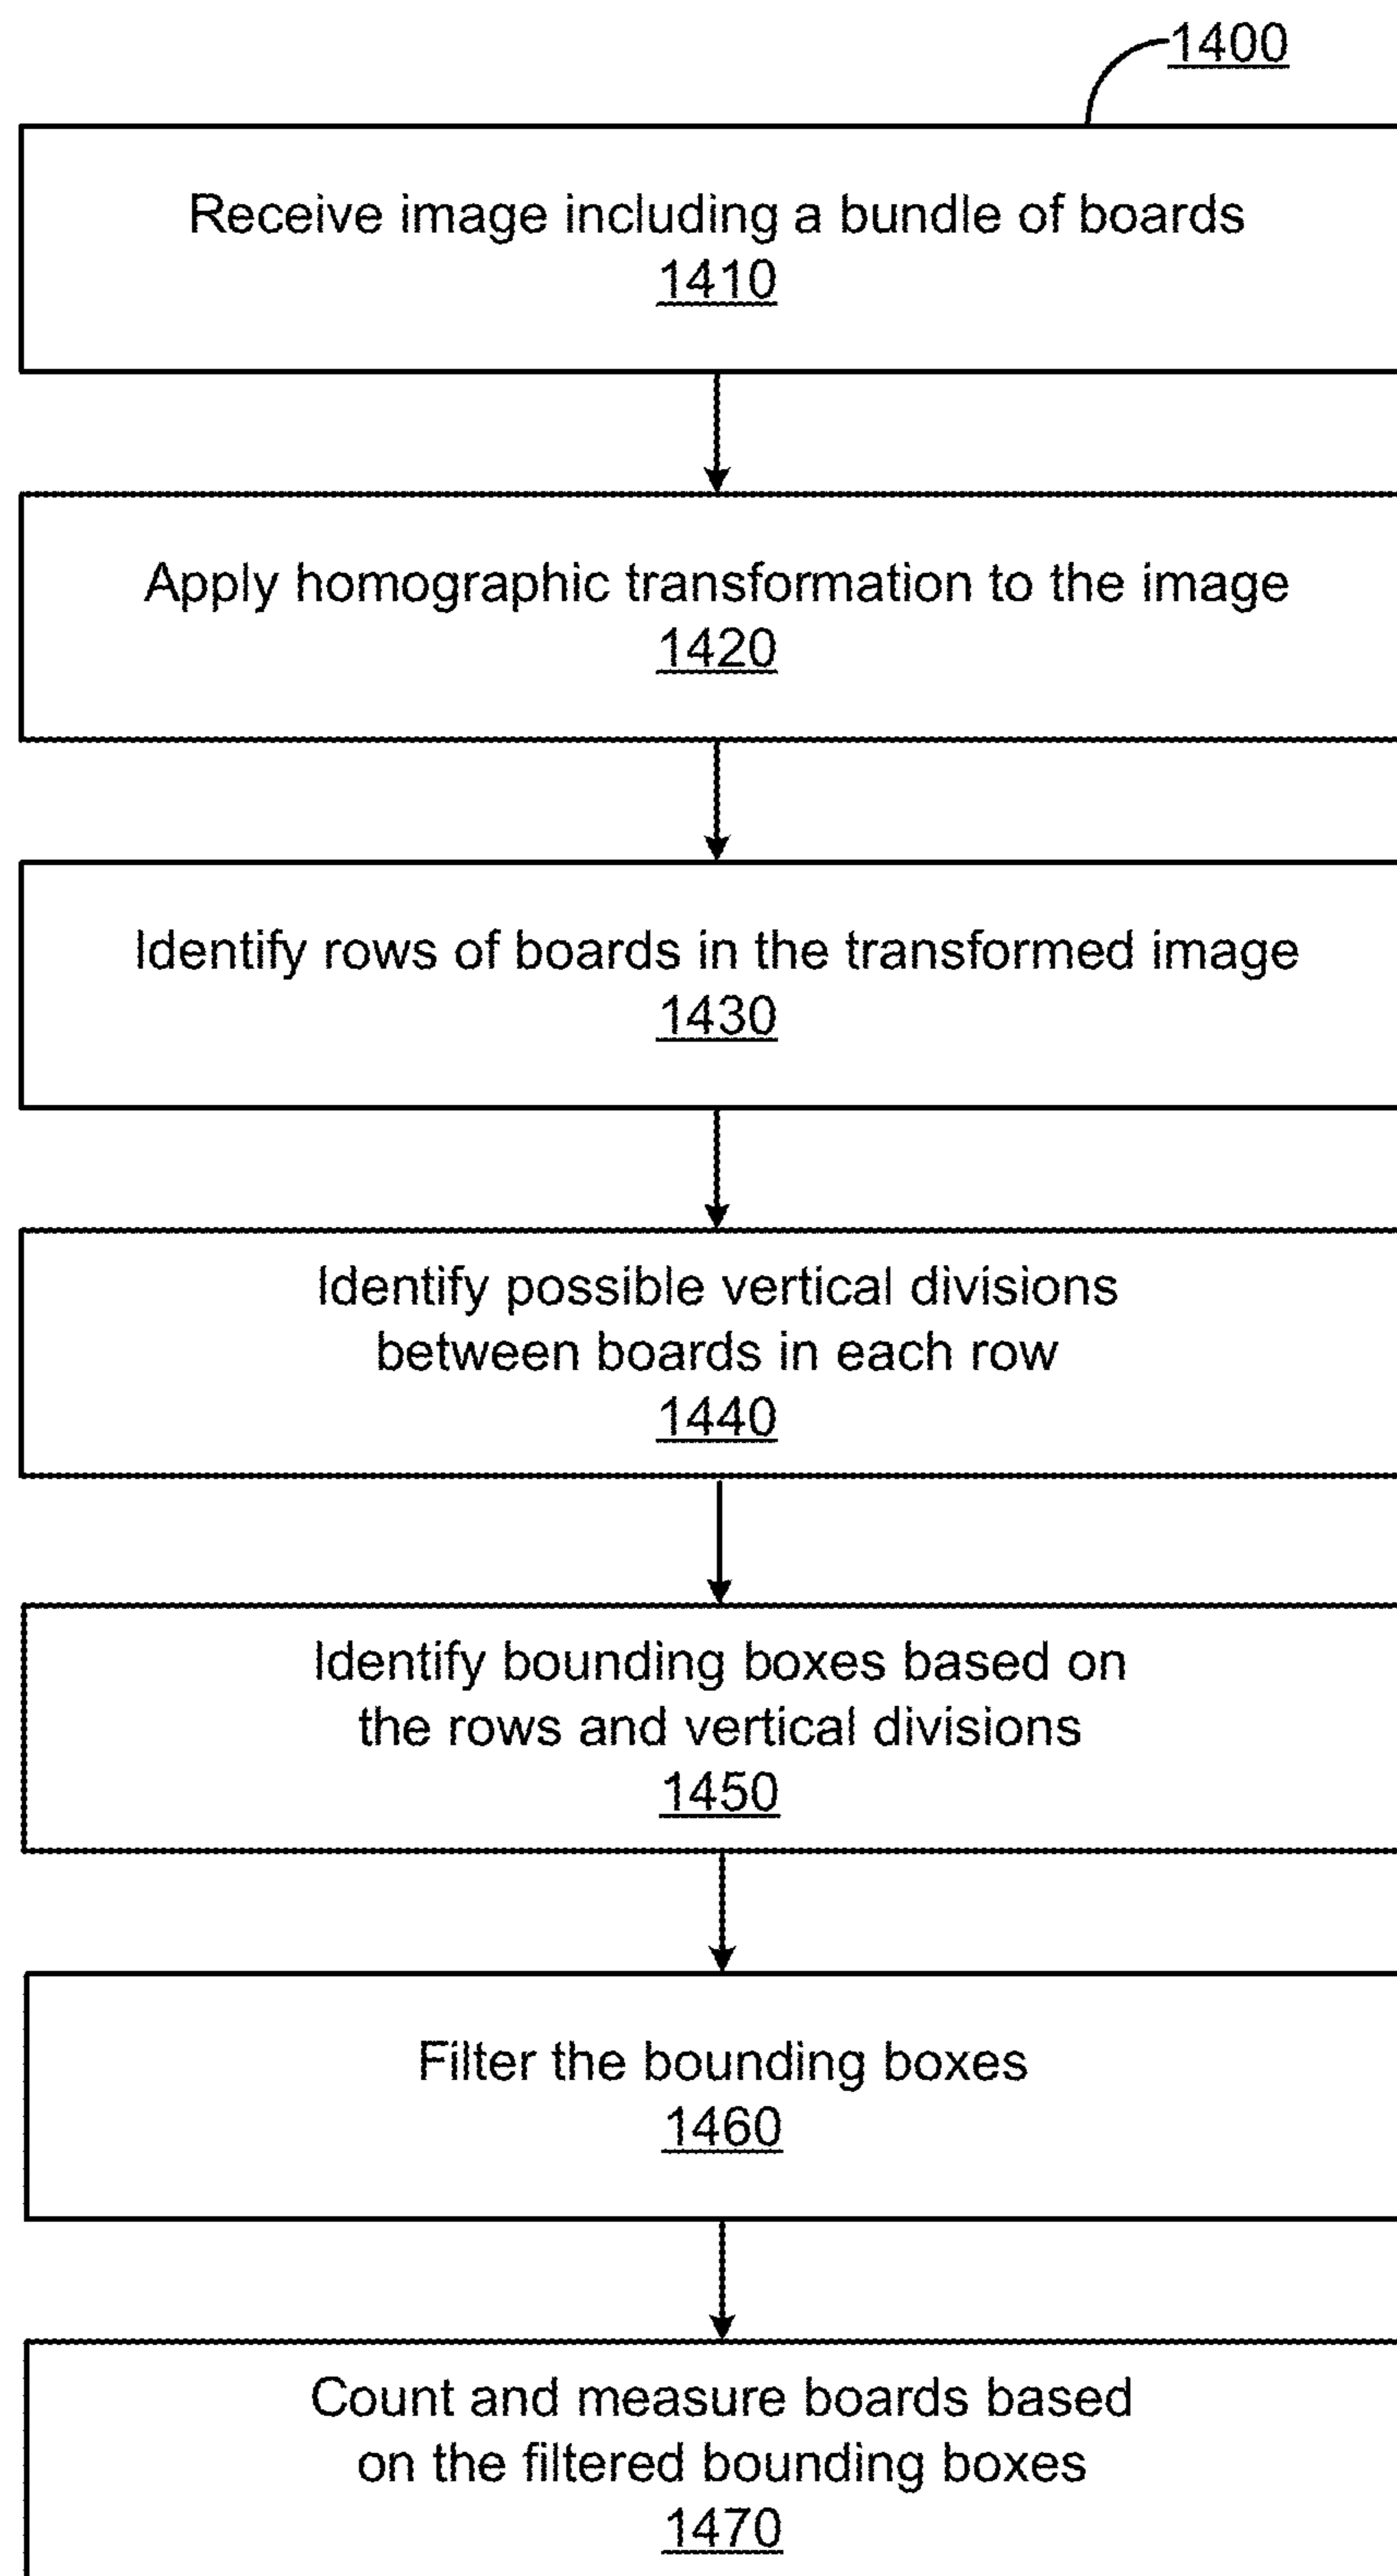 1400
Receive image including a bundle of boards
1410
Apply homographic transformation to the image
1420
Identify rows of boards in the transformed image
1430
Identify possible vertical divisions
between boards in each row
1440
Identify bounding boxes based on
the rows and vertical divisions
1450
Filter the bounding boxes
1460
Count and measure boards based
on the filtered bounding boxes
1470